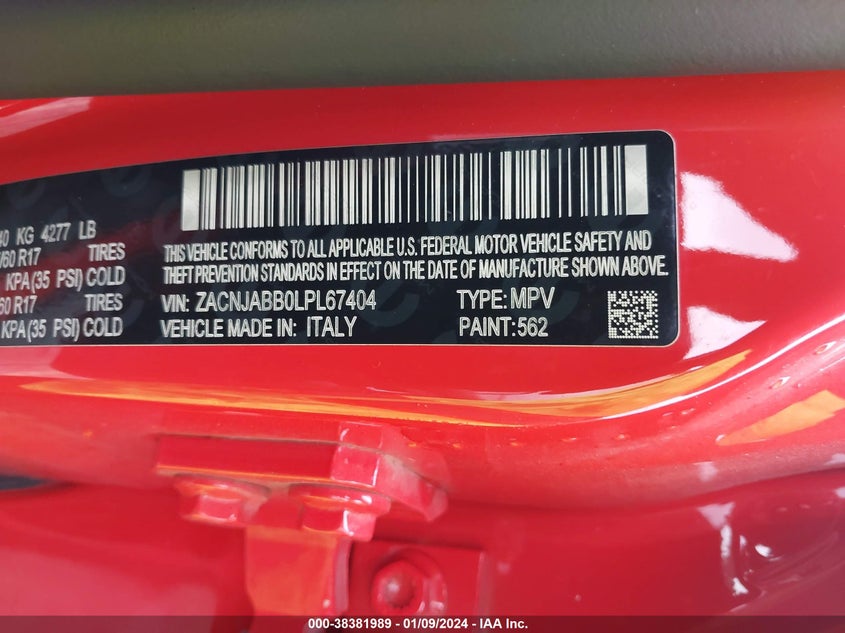 KG 4277 LB
60 R17 TIRES
KPA(35 PSI) COLD
60 R17 TIRES
KPA(35 PSI) COLD
THIS VEHICLE CONFORMS TO ALL APPLICABLE U.S. FEDERAL MOTOR VEHICLE SAFETY AND
THEFT PREVENTION STANDARDS IN EFFECT ON THE DATE OF MANUFACTURE SHOWN ABOVE.
VIN: ZACNJABB0LPL67404 TYPE: MPV
VEHICLE MADE IN: ITALY PAINT: 562
000-38381989 — 01/09/2024 — IAA Inc.